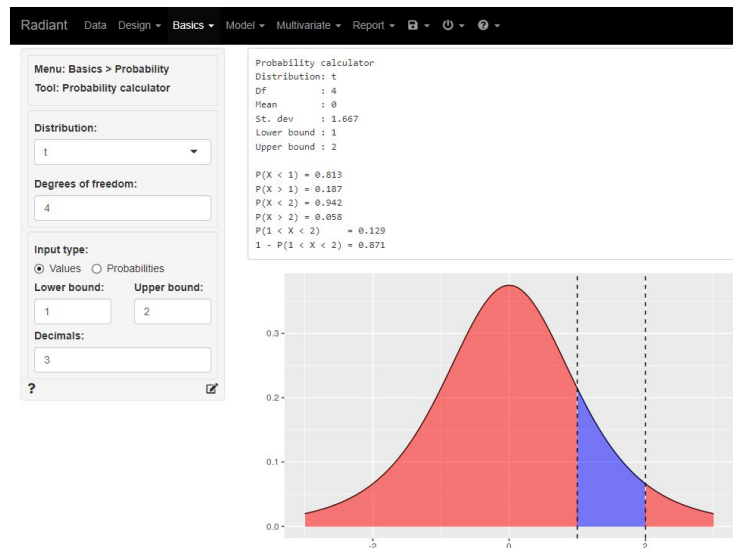 Radiant Data Design Basics Model Multivariate Report
Menu: Basics > Probability
Tool: Probability calculator
Distribution:
t
Degrees of freedom:
4
Input type:
Values Probabilities
Lower bound: Upper bound:
1 2
Decimals:
3
?
Probability calculator
Distribution: t
Df : 4
Mean : 0
St. dev : 1.667
Lower bound : 1
Upper bound : 2
P(X < 1) = 0.813
P(X > 1) = 0.187
P(X < 2) = 0.942
P(X > 2) = 0.058
P(1 < X < 2) = 0.129
1 - P(1 < X < 2) = 0.871
0.3
0.2
0.1
0.0
-2 0 2